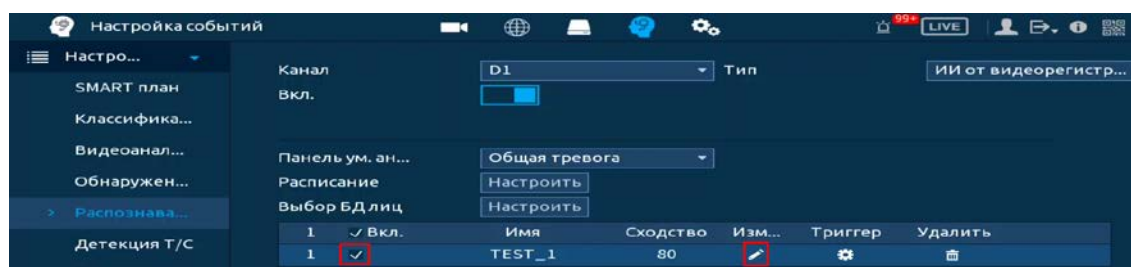 Настройка событий 99+ LIVE
Настро...
Канал D1 Тип ИИ от видеорегистр...
SMART план
Вкл.
Классифика...
Видеоанал...
Панель ум. ан... Общая тревога
Обнаружен...
Расписание Настроить
Выбор БД лиц Настроить
Распознава...
1 Вкл. Имя Сходство Изм... Триггер Удалить
Детекция Т/С
1 TEST_1 80